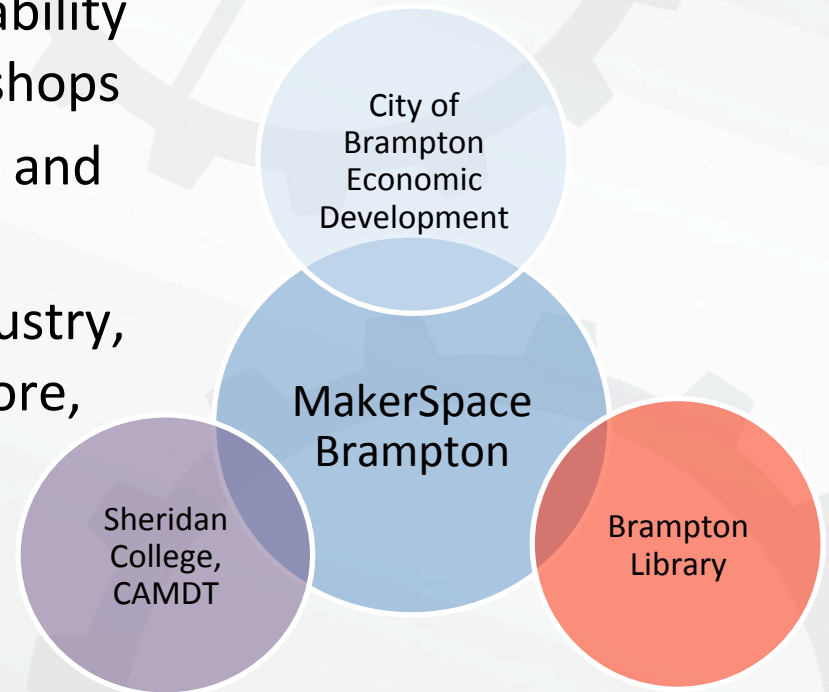 ability
shops
and
ustry,
ore,
City of
Brampton
Economic
Development
MakerSpace
Brampton
Sheridan
College,
CAMDT
Brampton
Library